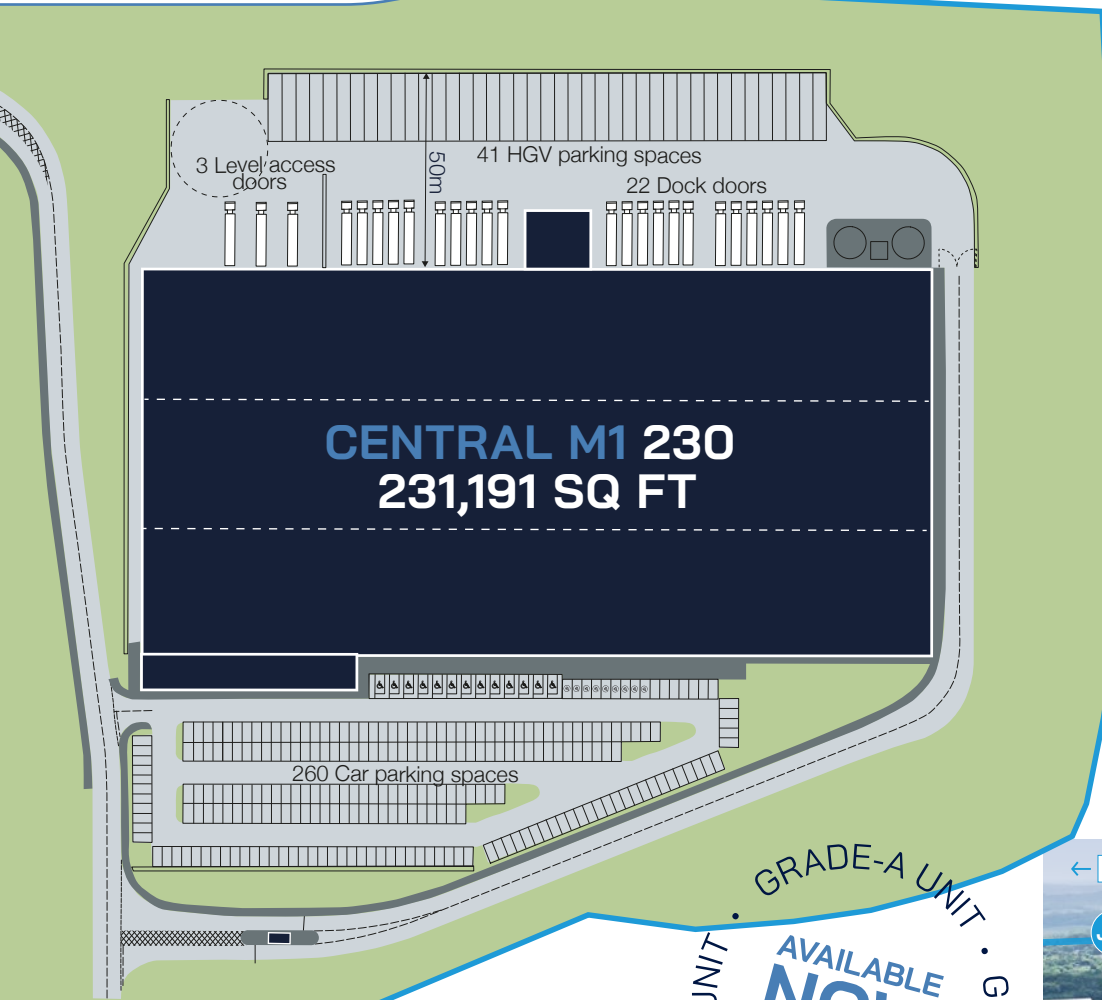 3 Level access
doors
50m
41 HGV parking spaces
22 Dock doors
CENTRAL M1 230
231,191 SQ FT
260 Car parking spaces
GRADE-A UNIT • G
UNIT •
AVAILABLE